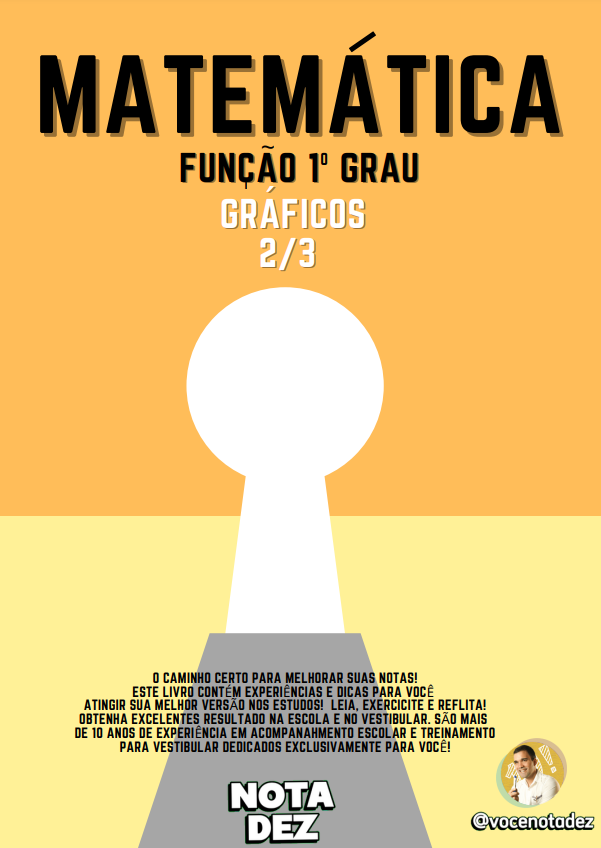 MATEMÁTICA
FUNÇÃO 1º GRAU
GRÁFICOS
2/3
O CAMINHO CERTO PARA MELHORAR SUAS NOTAS!
ESTE LIVRO CONTÉM EXPERIÊNCIAS E DICAS PARA VOCÊ
ATINGIR SUA MELHOR VERSÃO NOS ESTUDOS! LEIA, EXERCICITE E REFLITA!
OBTENHA EXCELENTES RESULTADO NA ESCOLA E NO VESTIBULAR. SÃO MAIS
DE 10 ANOS DE EXPERIÊNCIA EM ACOMPANAHMENTO ESCOLAR E TREINAMENTO
PARA VESTIBULAR DEDICADOS EXCLUSIVAMENTE PARA VOCÊ!
NOTA
DEZ
@vocenotadez